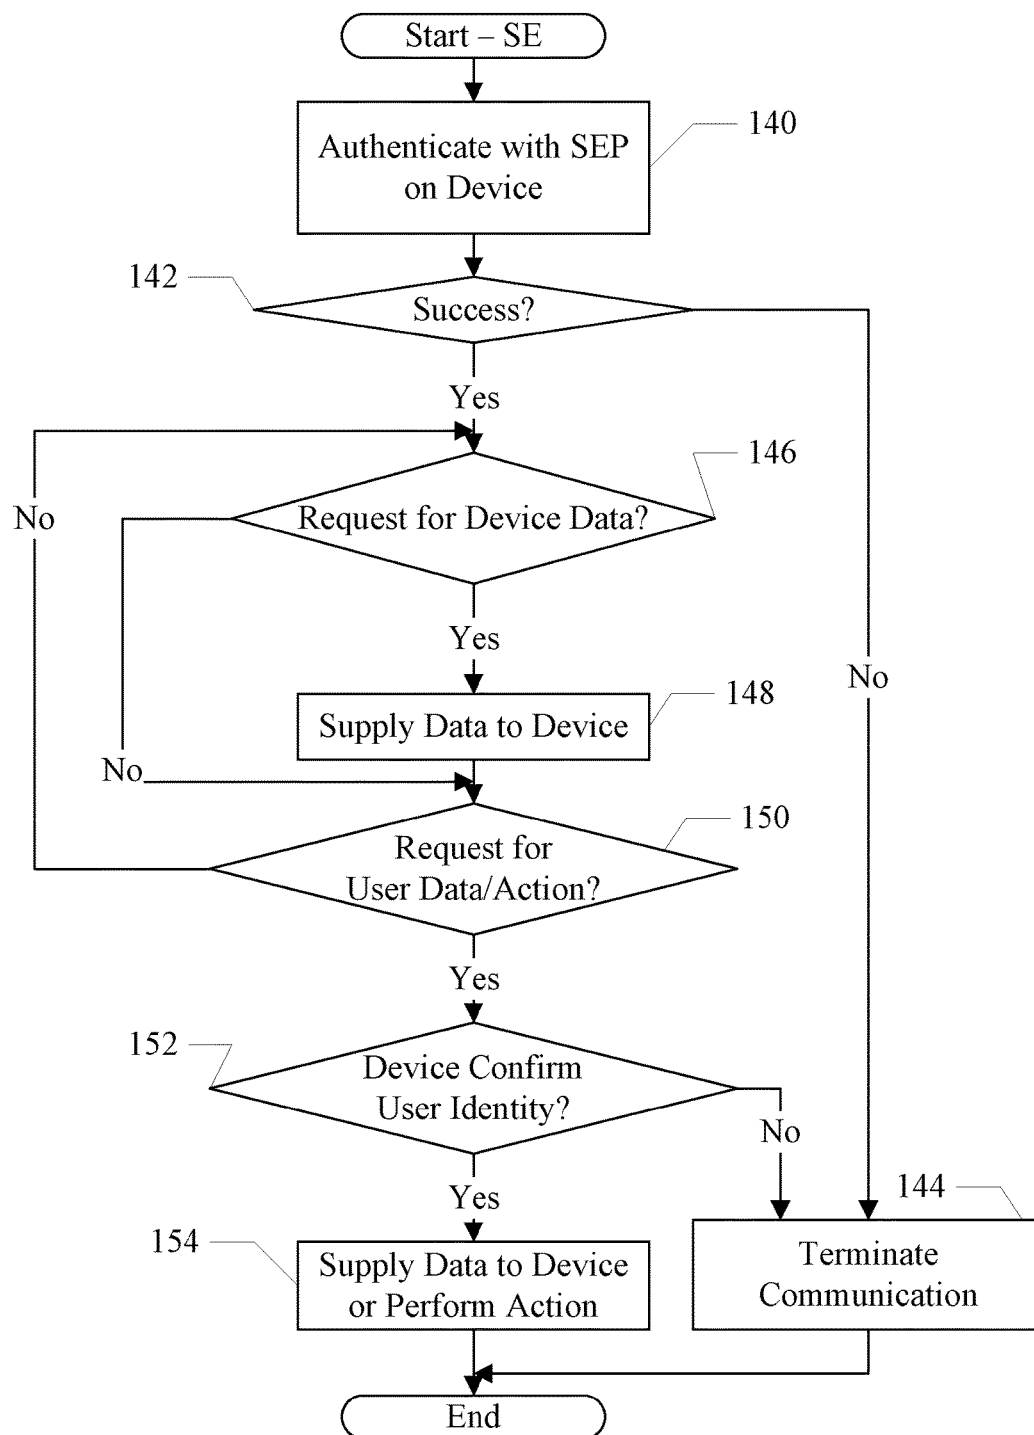 Start – SE
Authenticate with SEP
on Device
140
142
Success?
Yes
146
No
Request for Device Data?
Yes
No
148
Supply Data to Device
No
150
Request for
User Data/Action?
Yes
152
Device Confirm
User Identity?
No
Yes
144
154
Supply Data to Device
or Perform Action
Terminate
Communication
End